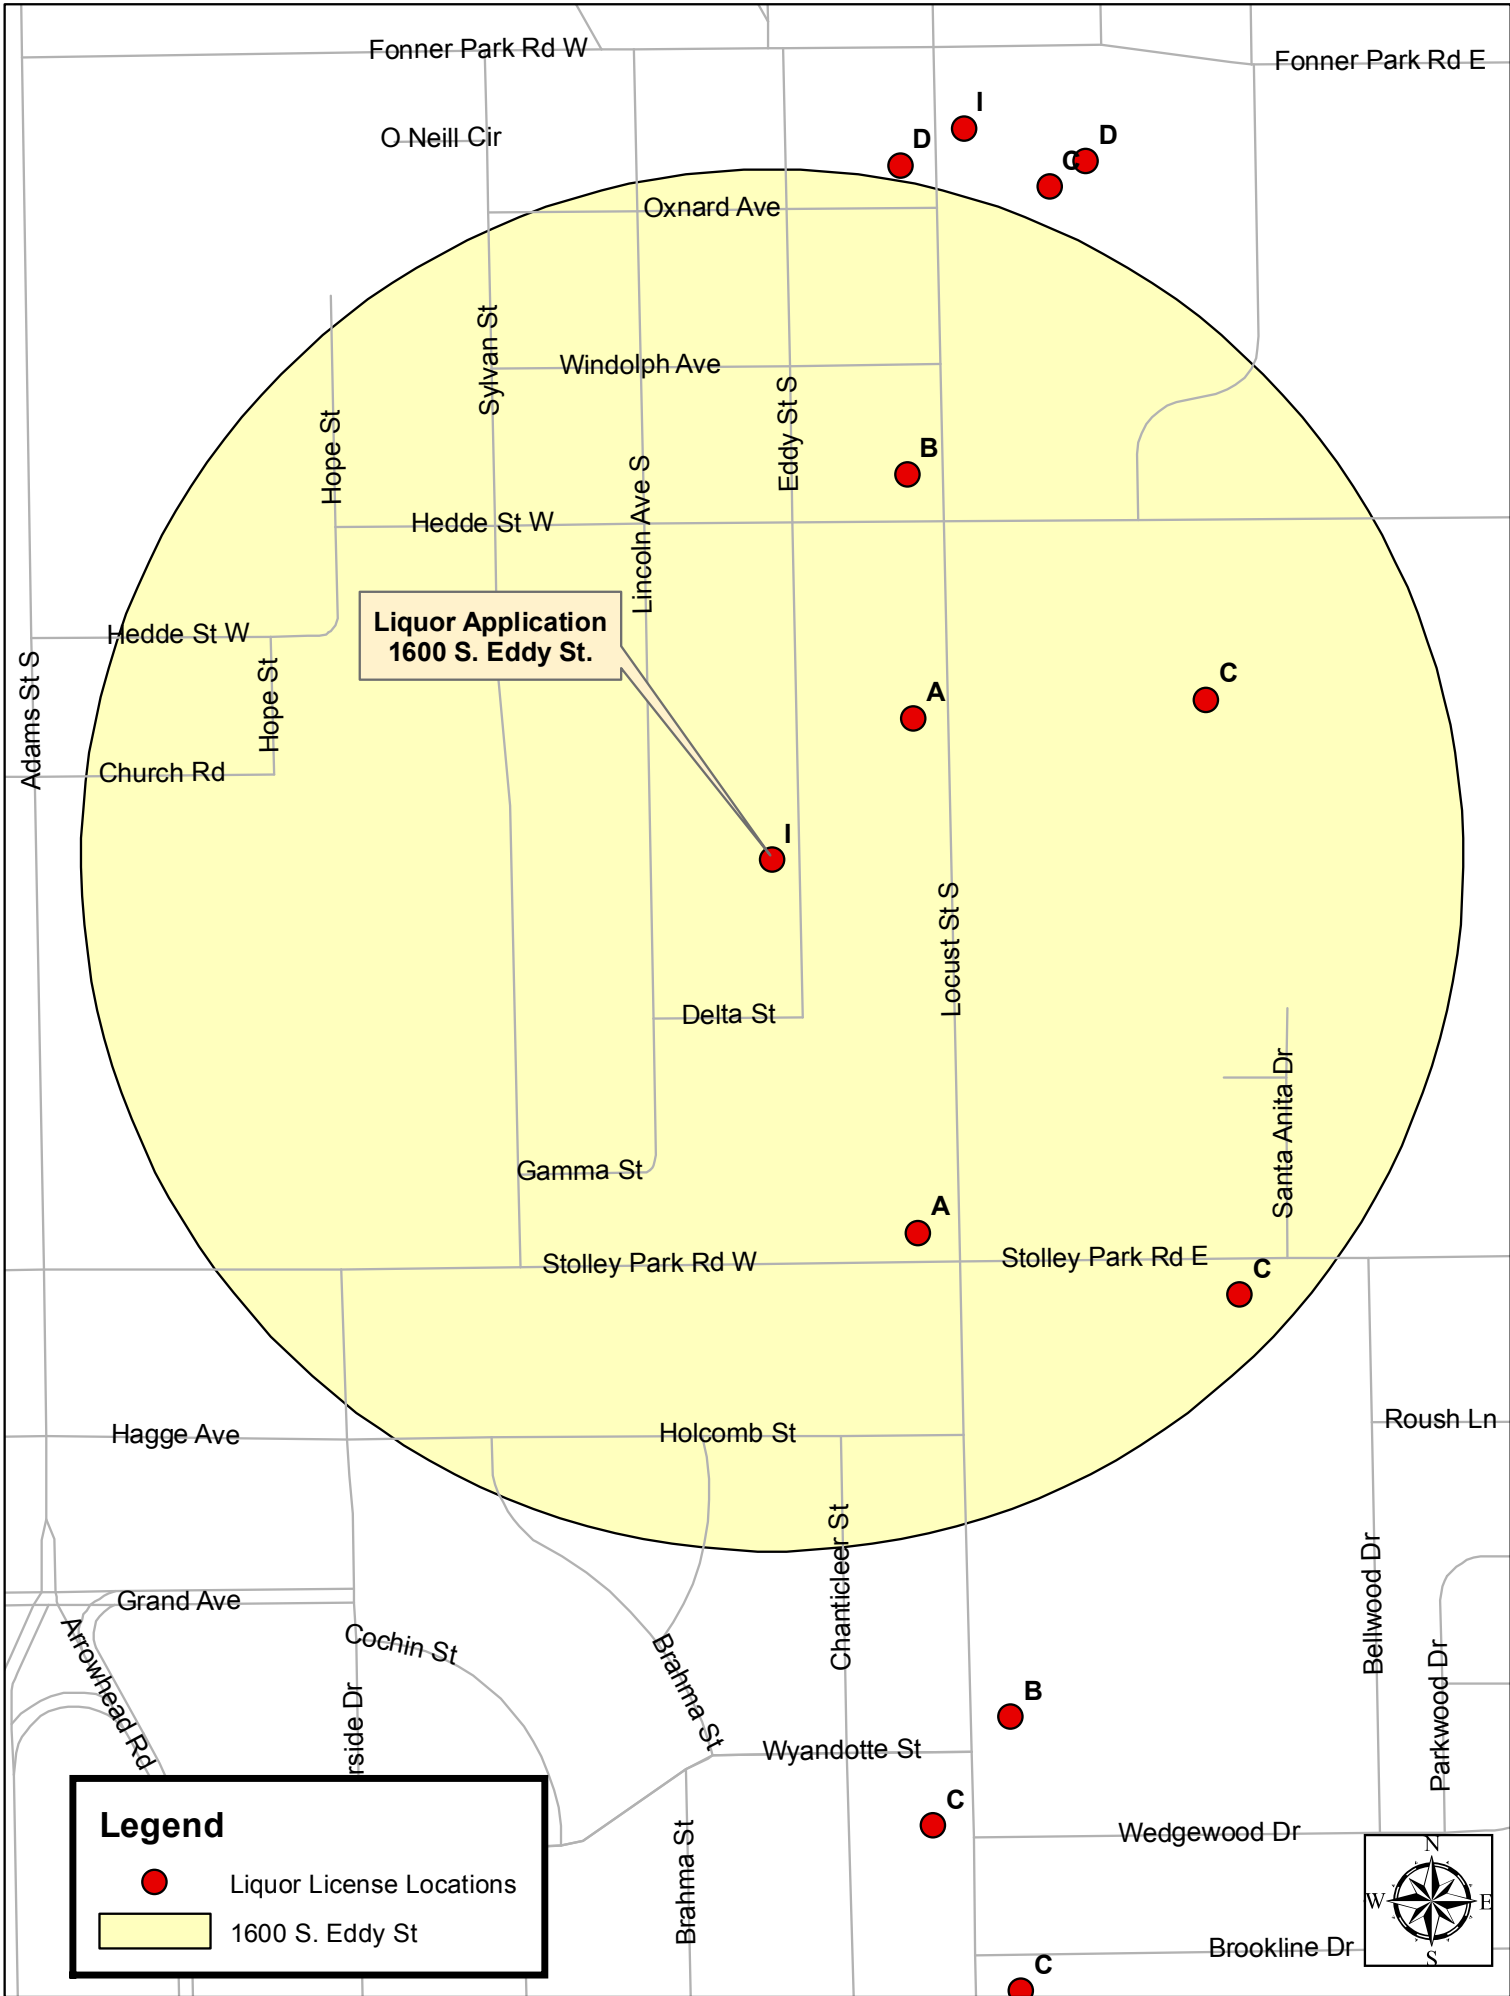 Fonner Park Rd W
Fonner Park Rd E
I
O Neill Cir
D
C
D
Oxnard Ave
Sylvan St
Windolph Ave
Eddy St S
Hope St
B
Lincoln Ave S
Hedde St W
Liquor Application
1600 S. Eddy St.
Hedde St W
Adams St S
Hope St
A
C
Church Rd
I
Locust St S
Delta St
Santa Anita Dr
Gamma St
A
Stolley Park Rd W
Stolley Park Rd E
C
Hagge Ave
Holcomb St
Roush Ln
Chanticleer St
Bellwood Dr
Grand Ave
Arrowhead Rd
Cochin St
Brahma St
Parkwood Dr
rside Dr
B
Wyandotte St
C
Wedgewood Dr
Brahma St
Legend
Liquor License Locations
1600 S. Eddy St
N
W
E
S
Brookline Dr
C